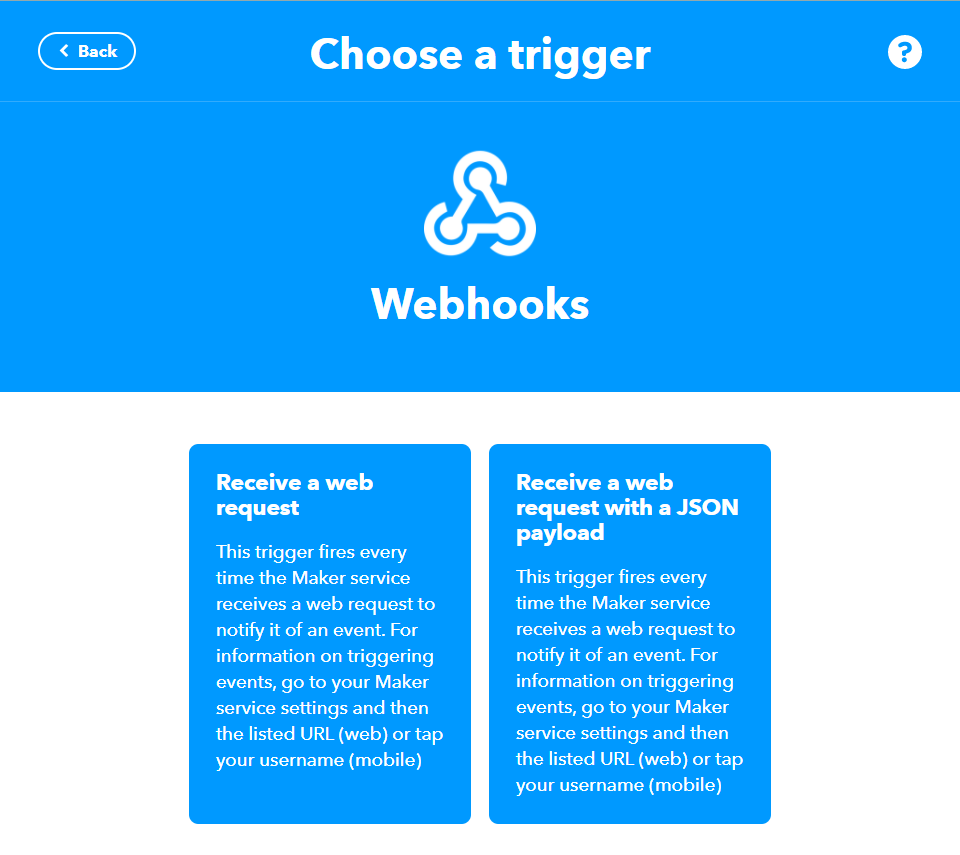 Back
Choose a trigger
?
Webhooks
Receive a web
request
This trigger fires every
time the Maker service
receives a web request to
notify it of an event. For
information on triggering
events, go to your Maker
service settings and then
the listed URL (web) or tap
your username (mobile)
Receive a web
request with a JSON
payload
This trigger fires every
time the Maker service
receives a web request to
notify it of an event. For
information on triggering
events, go to your Maker
service settings and then
the listed URL (web) or tap
your username (mobile)